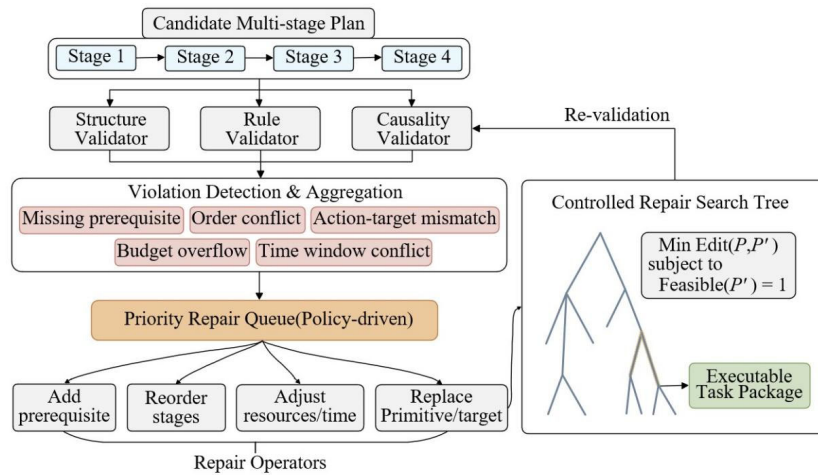 Candidate Multi-stage Plan
Stage 1
Stage 2
Stage 3
Stage 4
Structure
Validator
Rule
Validator
Causality
Validator
Re-validation
Violation Detection & Aggregation
Missing prerequisite
Order conflict
Action-target mismatch
Budget overflow
Time window conflict
Priority Repair Queue(Policy-driven)
Add
prerequisite
Reorder
stages
Adjust
resources/time
Replace
Primitive/target
Repair Operators
Controlled Repair Search Tree
Min Edit(P,P′)
subject to
Feasible(P′) = 1
Executable
Task Package